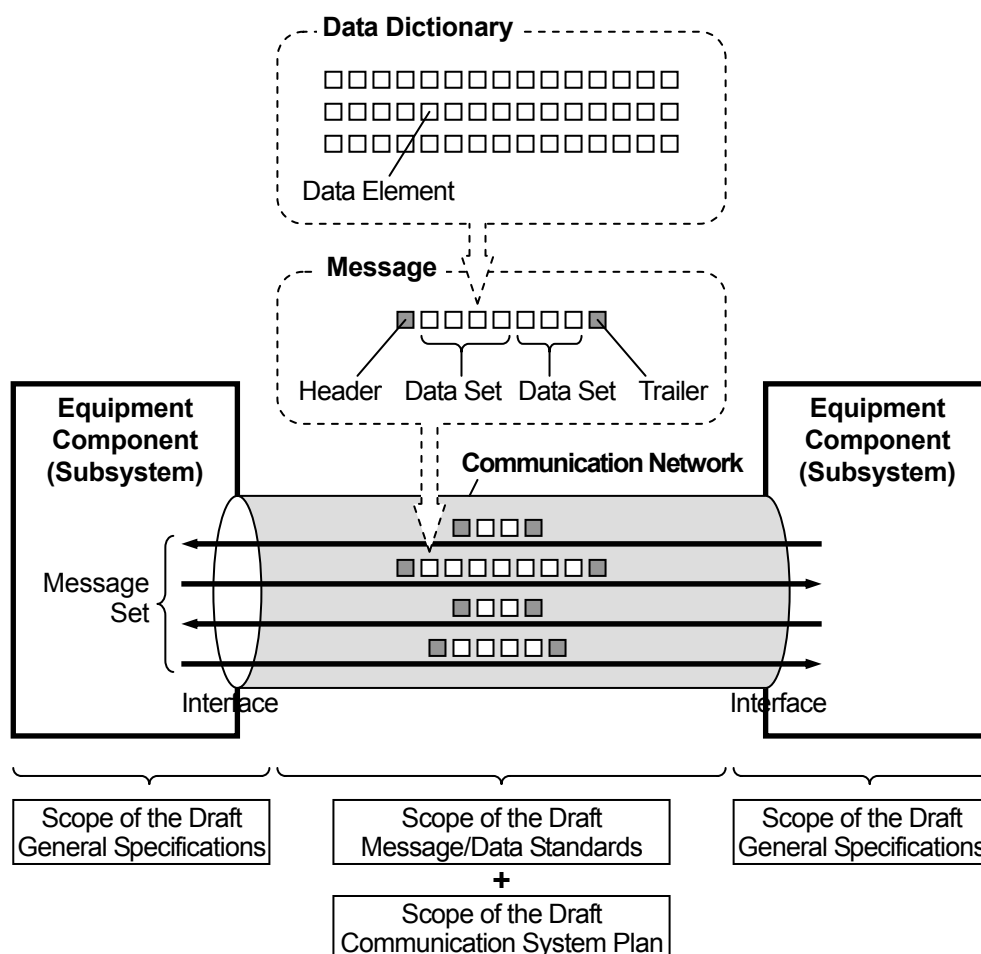 Data Dictionary
Data Element
Message
Header
Data Set
Data Set
Trailer
Equipment
Component
(Subsystem)
Equipment
Component
(Subsystem)
Communication Network
Message
Set
Interface
Interface
Scope of the Draft
General Specifications
Scope of the Draft
Message/Data Standards
+
Scope of the Draft
Communication System Plan
Scope of the Draft
General Specifications